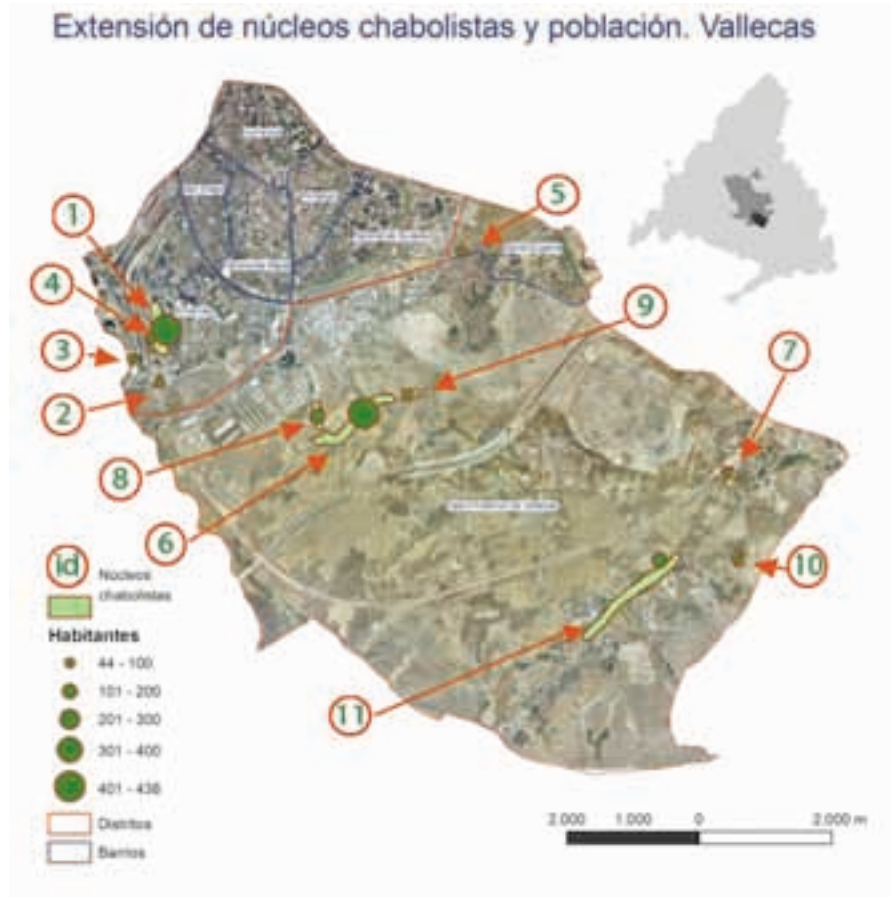 Extensión de núcleos chabolistas y población. Vallecas
1
5
4
9
3
7
2
8
6
10
11
id
Núcleos
chabolistas
Habitantes
44 - 100
101 - 200
201 - 300
301 - 400
401 - 436
Distritos
Barrios
2.000 1.000 0 2.000 m